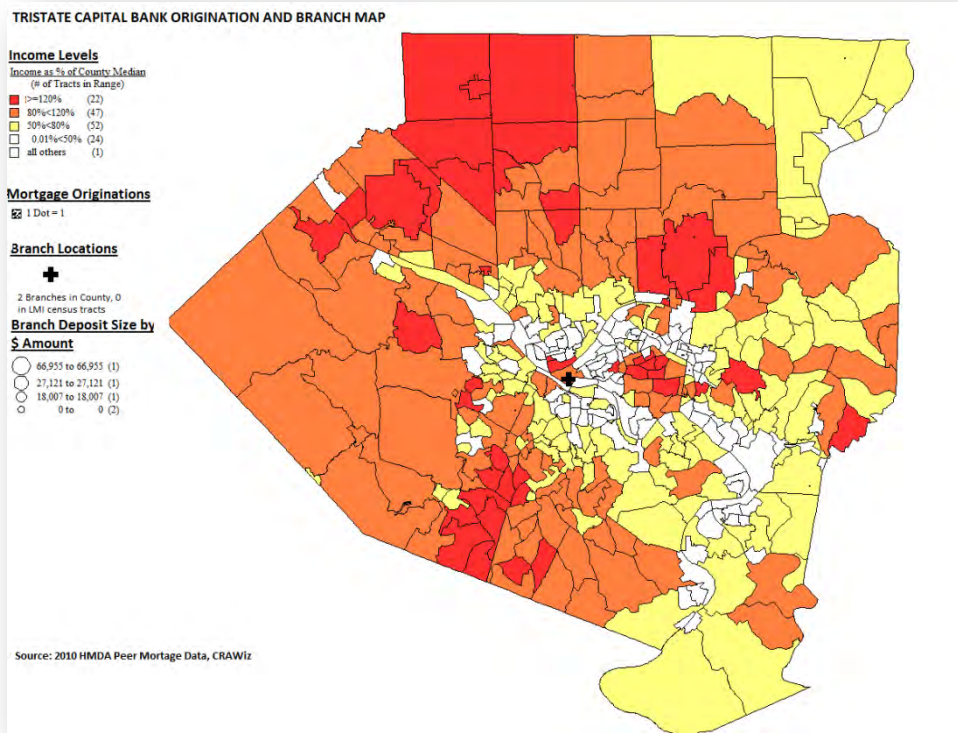 TRISTATE CAPITAL BANK ORIGINATION AND BRANCH MAP
Income Levels
Income as % of County Median
(# of Tracts in Range)
>=120% (22)
80%<120% (47)
50%<80% (52)
0.01%<50% (24)
all others (1)
Mortgage Originations
1 Dot = 1
Branch Locations
2 Branches in County, 0
in LMI census tracts
Branch Deposit Size by
$ Amount
66,955 to 66,955 (1)
27,121 to 27,121 (1)
18,007 to 18,007 (1)
0 to 0 (2)
Source: 2010 HMDA Peer Mortage Data, CRAWiz